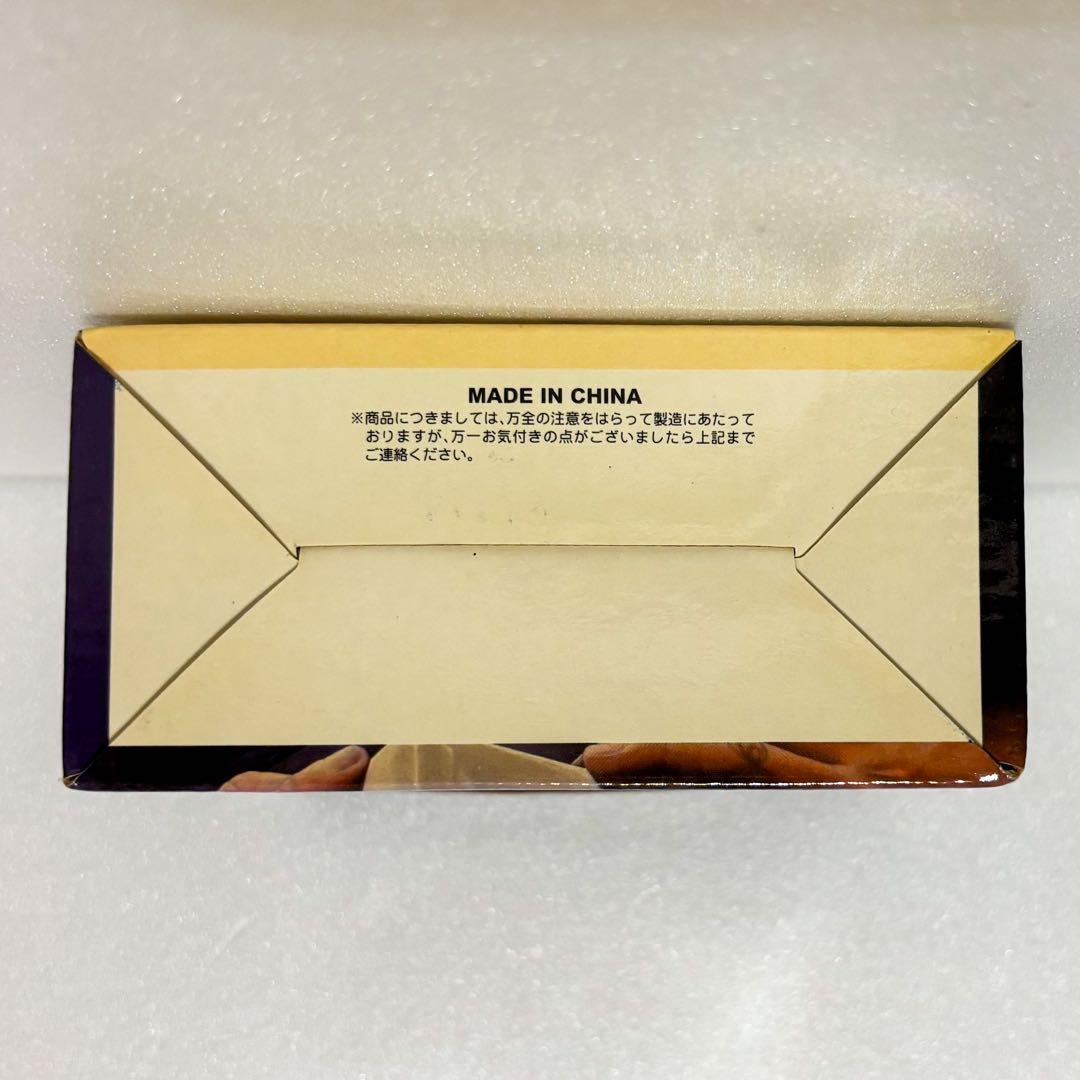 MADE IN CHINA
※商品につきましては、万全の注意をはらって製造にあたって
おりますが、万一お気付きの点がございましたら上記まで
ご連絡ください。